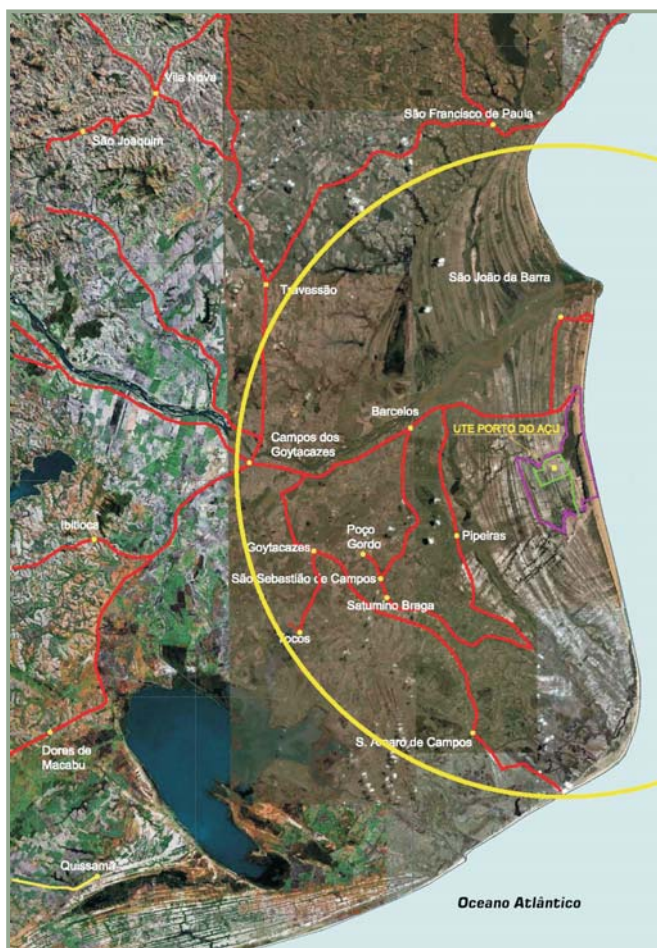 Vila Nova
São Francisco de Paula
São Joaquim
São João da Barra
Travessão
Barcelos
UTE PORTO DO AÇU
Campos dos
Goytacazes
Ibitioca
Poço
Gordo
Pipeiras
Goytacazes
São Sebastião de Campos
Saturnino Braga
Tocos
S. Amaro de Campos
Dores de
Macabu
Quissamã
Oceano Atlântico